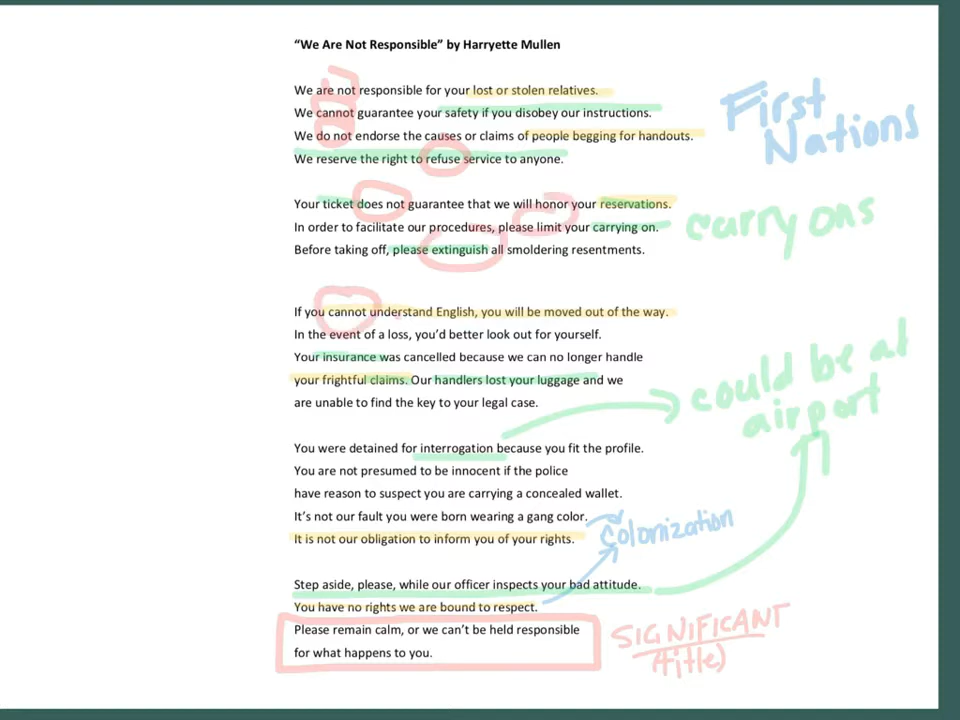 “We Are Not Responsible” by Harryette Mullen
We are not responsible for your lost or stolen relatives.
We cannot guarantee your safety if you disobey our instructions.
We do not endorse the causes or claims of people begging for handouts.
We reserve the right to refuse service to anyone.
First
Nations
Your ticket does not guarantee that we will honor your reservations.
In order to facilitate our procedures, please limit your carrying on.
Before taking off, please extinguish all smoldering resentments.
carry ons
If you cannot understand English, you will be moved out of the way.
In the event of a loss, you’d better look out for yourself.
Your insurance was cancelled because we can no longer handle
your frightful claims. Our handlers lost your luggage and we
are unable to find the key to your legal case.
could be at
airport
You were detained for interrogation because you fit the profile.
You are not presumed to be innocent if the police
have reason to suspect you are carrying a concealed wallet.
It’s not our fault you were born wearing a gang color.
It is not our obligation to inform you of your rights.
Colonization
Step aside, please, while our officer inspects your bad attitude.
You have no rights we are bound to respect.
Please remain calm, or we can’t be held responsible
for what happens to you.
SIGNIFICANT
(title)